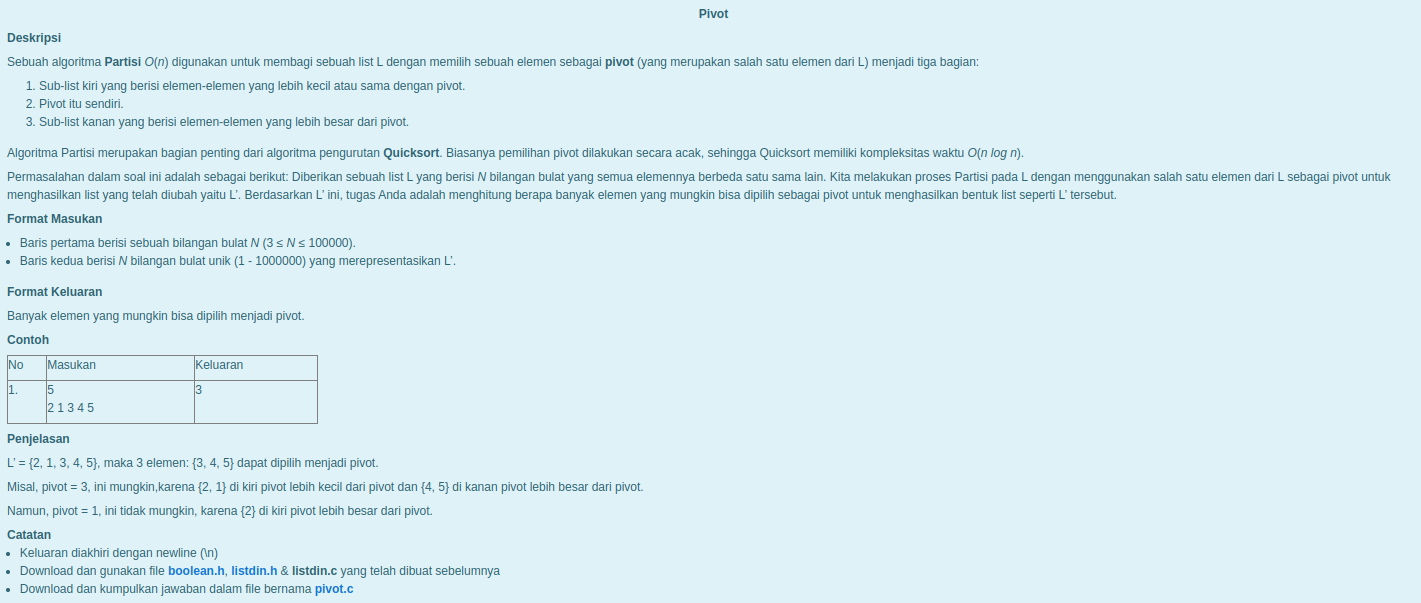 Pivot
Deskripsi
Sebuah algoritma Partisi O(n) digunakan untuk membagi sebuah list L dengan memilih sebuah elemen sebagai pivot (yang merupakan salah satu elemen dari L) menjadi tiga bagian:
1. Sub-list kiri yang berisi elemen-elemen yang lebih kecil atau sama dengan pivot.
2. Pivot itu sendiri.
3. Sub-list kanan yang berisi elemen-elemen yang lebih besar dari pivot.
Algoritma Partisi merupakan bagian penting dari algoritma pengurutan Quicksort. Biasanya pemilihan pivot dilakukan secara acak, sehingga Quicksort memiliki kompleksitas waktu O(n log n).
Permasalahan dalam soal ini adalah sebagai berikut: Diberikan sebuah list L yang berisi N bilangan bulat yang semua elemennya berbeda satu sama lain. Kita melakukan proses Partisi pada L dengan menggunakan salah satu elemen dari L sebagai pivot untuk
menghasilkan list yang telah diubah yaitu L'. Berdasarkan L' ini, tugas Anda adalah menghitung berapa banyak elemen yang mungkin bisa dipilih sebagai pivot untuk menghasilkan bentuk list seperti L' tersebut.
Format Masukan
• Baris pertama berisi sebuah bilangan bulat N (3 ≤ N ≤ 100000).
• Baris kedua berisi N bilangan bulat unik (1 - 1000000) yang merepresentasikan L'.
Format Keluaran
Banyak elemen yang mungkin bisa dipilih menjadi pivot.
Contoh
No Masukan Keluaran
1. 5 3
2 1 3 4 5
Penjelasan
L' = {2, 1, 3, 4, 5}, maka 3 elemen: {3, 4, 5} dapat dipilih menjadi pivot.
Misal, pivot = 3, ini mungkin,karena {2, 1} di kiri pivot lebih kecil dari pivot dan {4, 5} di kanan pivot lebih besar dari pivot.
Namun, pivot = 1, ini tidak mungkin, karena {2} di kiri pivot lebih besar dari pivot.
Catatan
• Keluaran diakhiri dengan newline (\n)
• Download dan gunakan file boolean.h, listdin.h & listdin.c yang telah dibuat sebelumnya
• Download dan kumpulkan jawaban dalam file bernama pivot.c